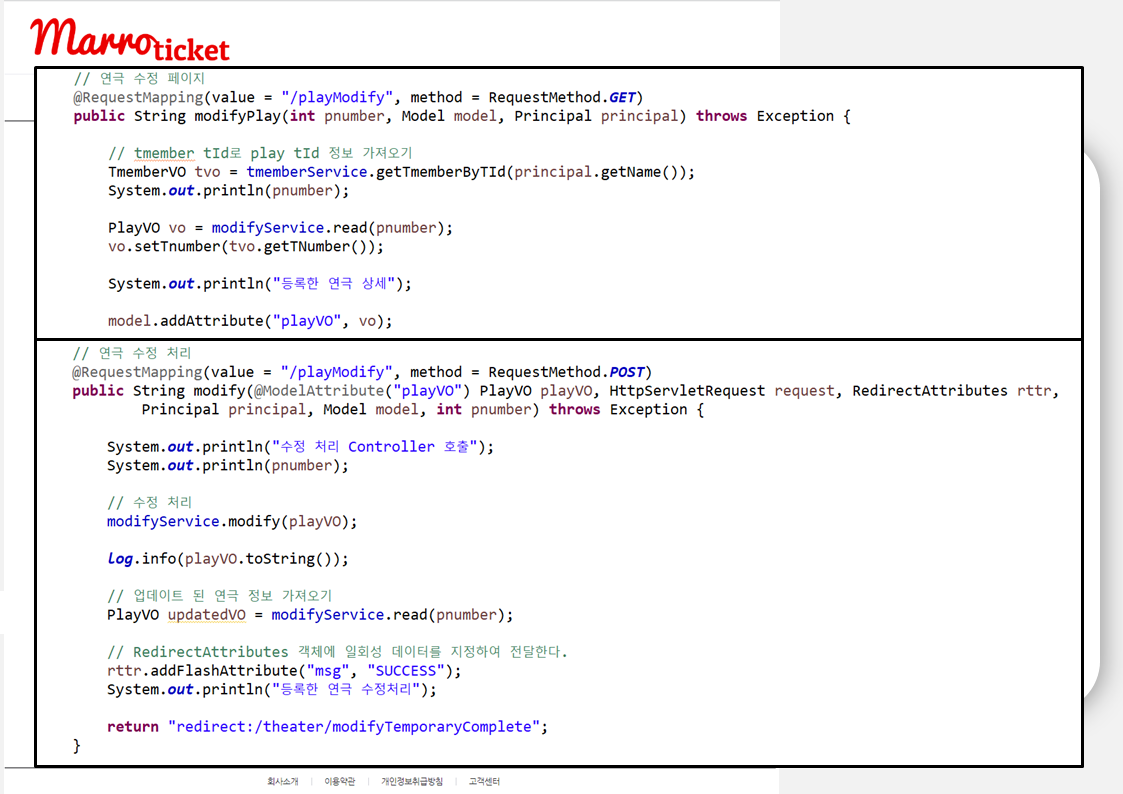 Marro ticket
// 연극 수정 페이지
@RequestMapping(value = "/playModify", method = RequestMethod.GET)
public String modifyPlay(int pnumber, Model model, Principal principal) throws Exception {
// tmember tId로 play tId 정보 가져오기
TmemberVO tvo = tmemberService.getTmemberByTId(principal.getName());
System.out.println(pnumber);
PlayVO vo = modifyService.read(pnumber);
vo.setTnumber(tvo.getTNumber());
System.out.println("등록한 연극 상세");
model.addAttribute("playVO", vo);
// 연극 수정 처리
@RequestMapping(value = "/playModify", method = RequestMethod.POST)
public String modify(@ModelAttribute("playVO") PlayVO playVO, HttpServletRequest request, RedirectAttributes rttr,
Principal principal, Model model, int pnumber) throws Exception {
System.out.println("수정 처리 Controller 호출");
System.out.println(pnumber);
// 수정 처리
modifyService.modify(playVO);
log.info(playVO.toString());
// 업데이트 된 연극 정보 가져오기
PlayVO updatedVO = modifyService.read(pnumber);
// RedirectAttributes 객체에 일회성 데이터를 지정하여 전달한다.
rttr.addFlashAttribute("msg", "SUCCESS");
System.out.println("등록한 연극 수정처리");
return "redirect:/theater/modifyTemporaryComplete";
}
회사소개 | 이용약관 | 개인정보취급방침 | 고객센터